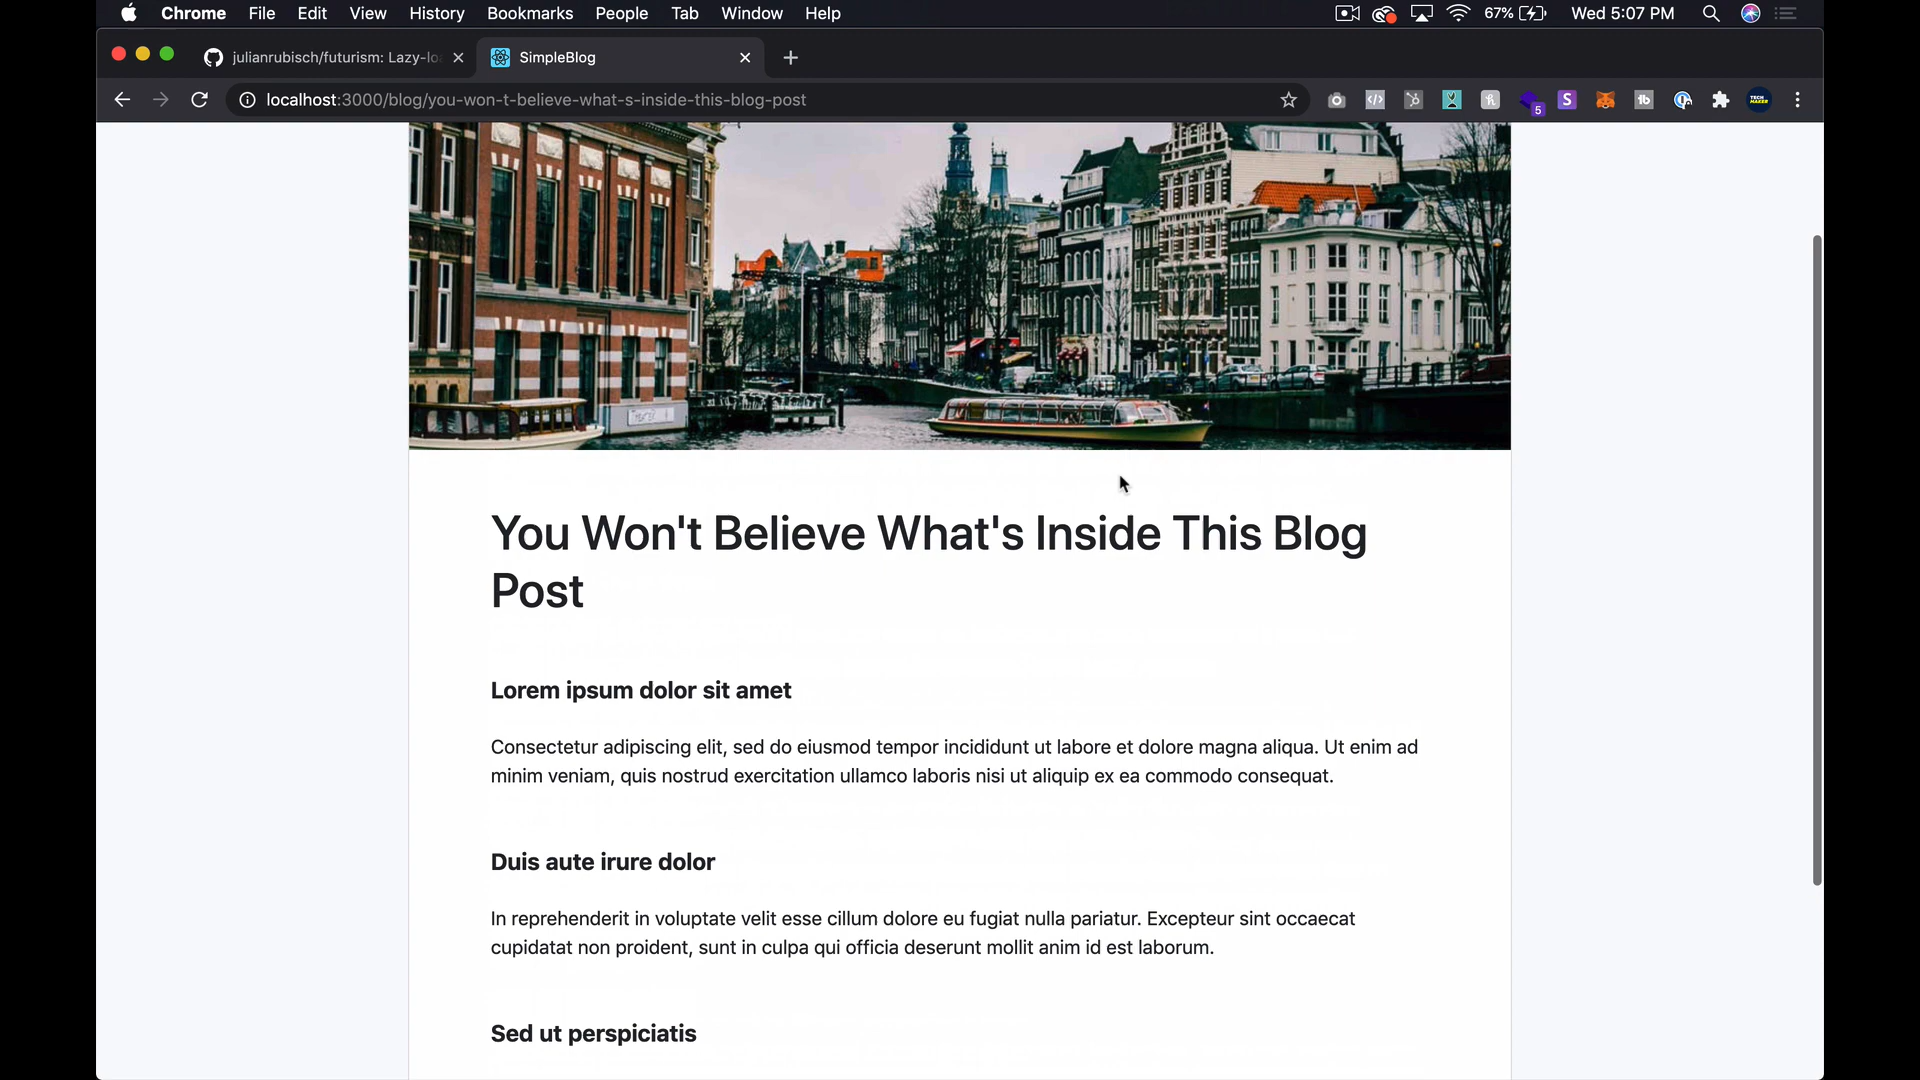 Chrome File Edit View History Bookmarks People Tab Window Help 67% Wed 5:07 PM
julianrubisch/futurism: Lazy-lo SimpleBlog
localhost:3000/blog/you-won-t-believe-what-s-inside-this-blog-post 5 S tb TECH MAKER
You Won't Believe What's Inside This Blog
Post
Lorem ipsum dolor sit amet
Consectetur adipiscing elit, sed do eiusmod tempor incididunt ut labore et dolore magna aliqua. Ut enim ad
minim veniam, quis nostrud exercitation ullamco laboris nisi ut aliquip ex ea commodo consequat.
Duis aute irure dolor
In reprehenderit in voluptate velit esse cillum dolore eu fugiat nulla pariatur. Excepteur sint occaecat
cupidatat non proident, sunt in culpa qui officia deserunt mollit anim id est laborum.
Sed ut perspiciatis